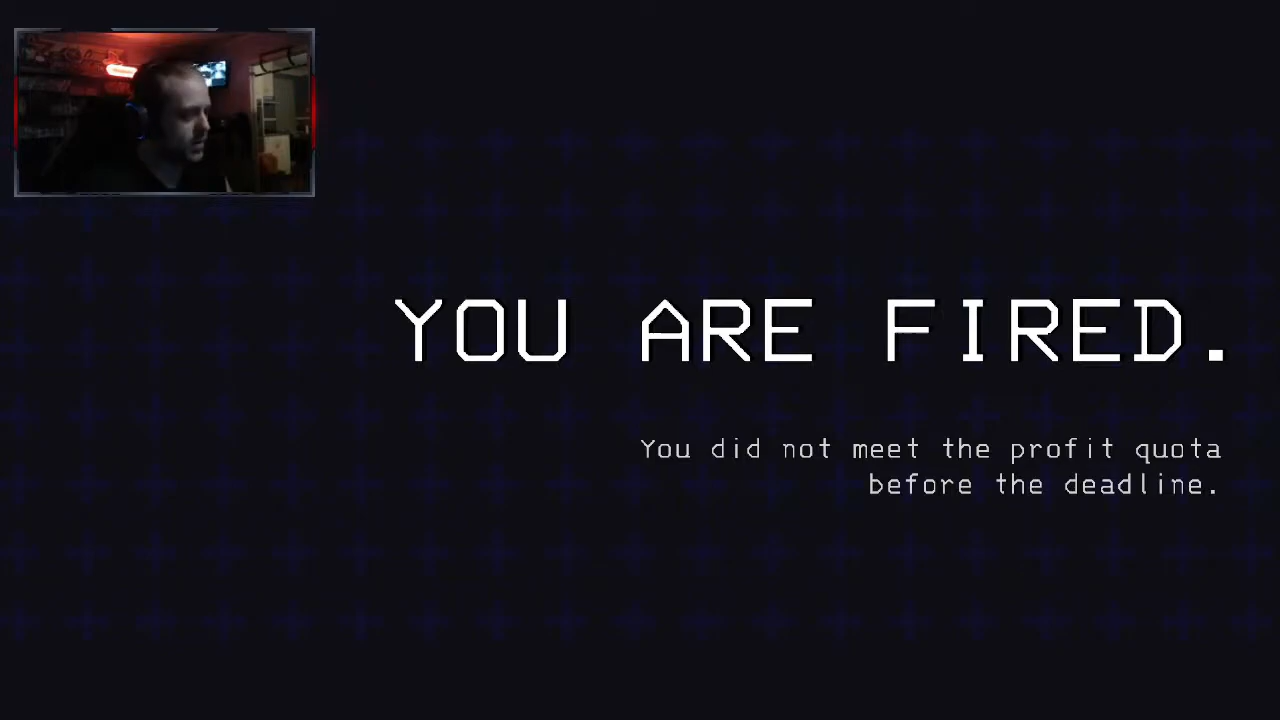 YOU ARE FIRED.
You did not meet the profit quota
before the deadline.